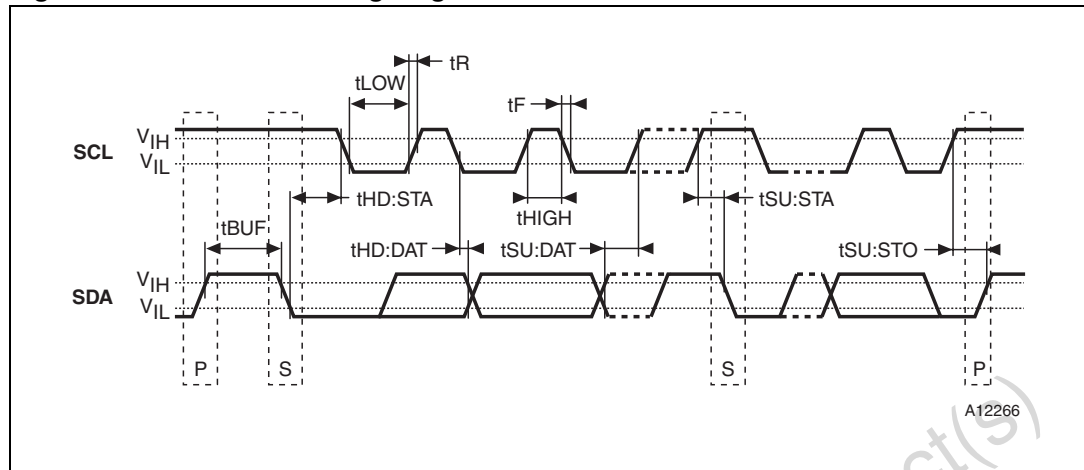 tR
tLOW
tF
VIH
SCL
VIL
tHD:STA
tHIGH
tSU:STA
tBUF
tHD:DAT
tSU:DAT
tSU:STO
VIH
SDA
VIL
P
S
S
P
A12266
ct(s)